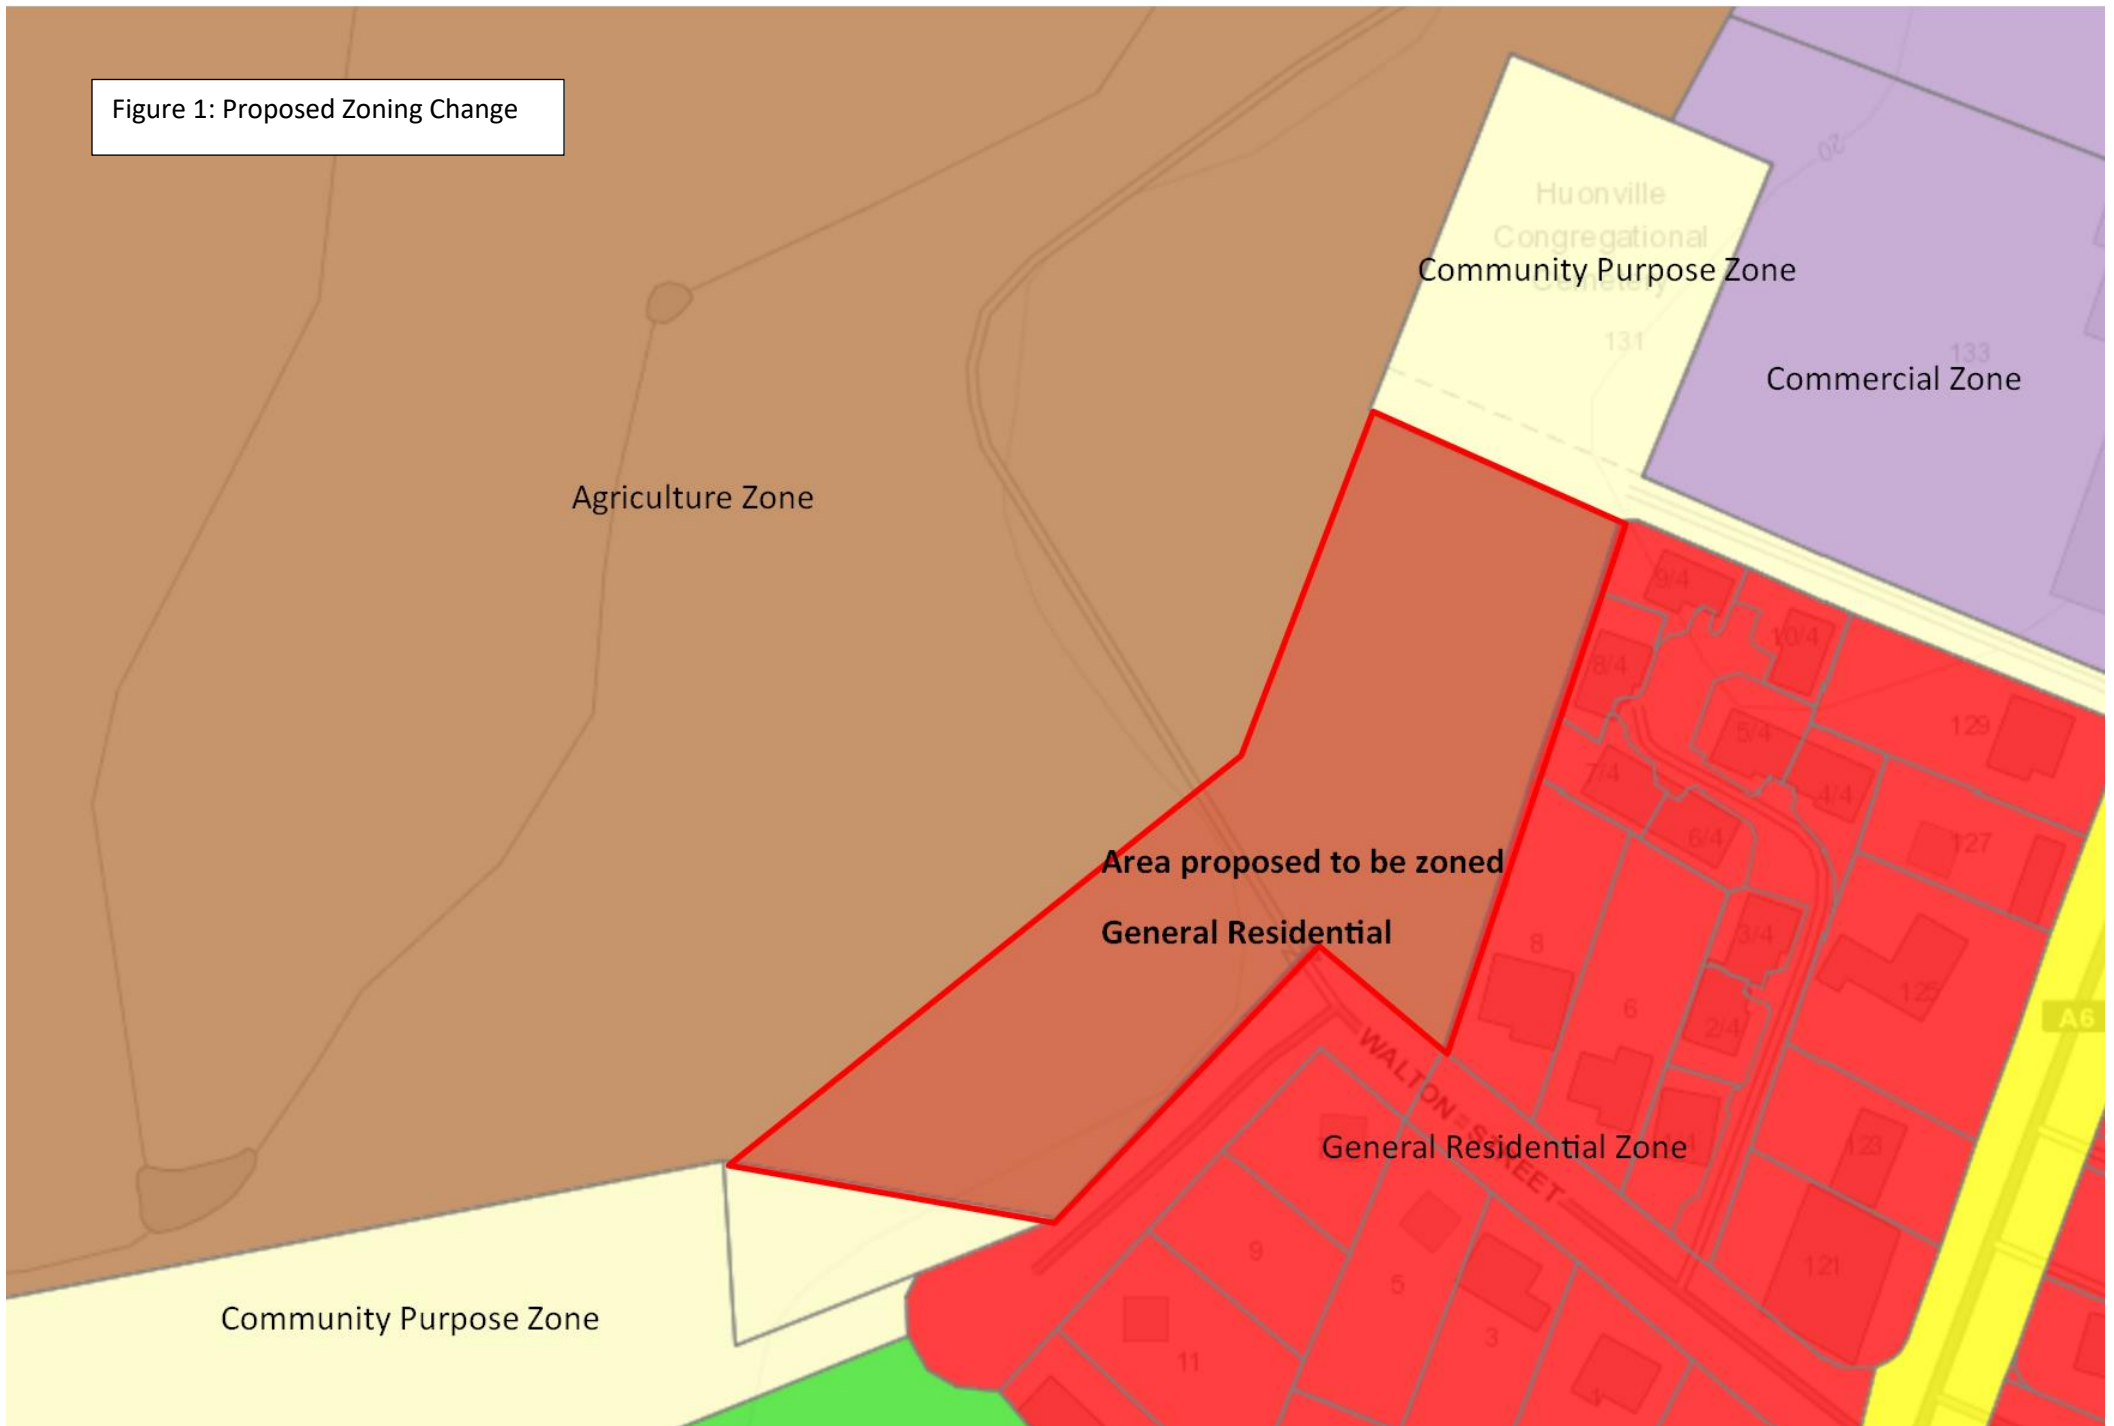 Figure 1: Proposed Zoning Change
20
Huonville
Congregational
Community Purpose Zone
Cemetery
131
133
Commercial Zone
Agriculture Zone
9/4
10/4
8/4
129
5/4
7/4
4/4
6/4
127
Area proposed to be zoned
General Residential
8
3/4
125
6
2/4
A6
WALTON STREET
General Residential Zone
123
9
5
121
Community Purpose Zone
3
11